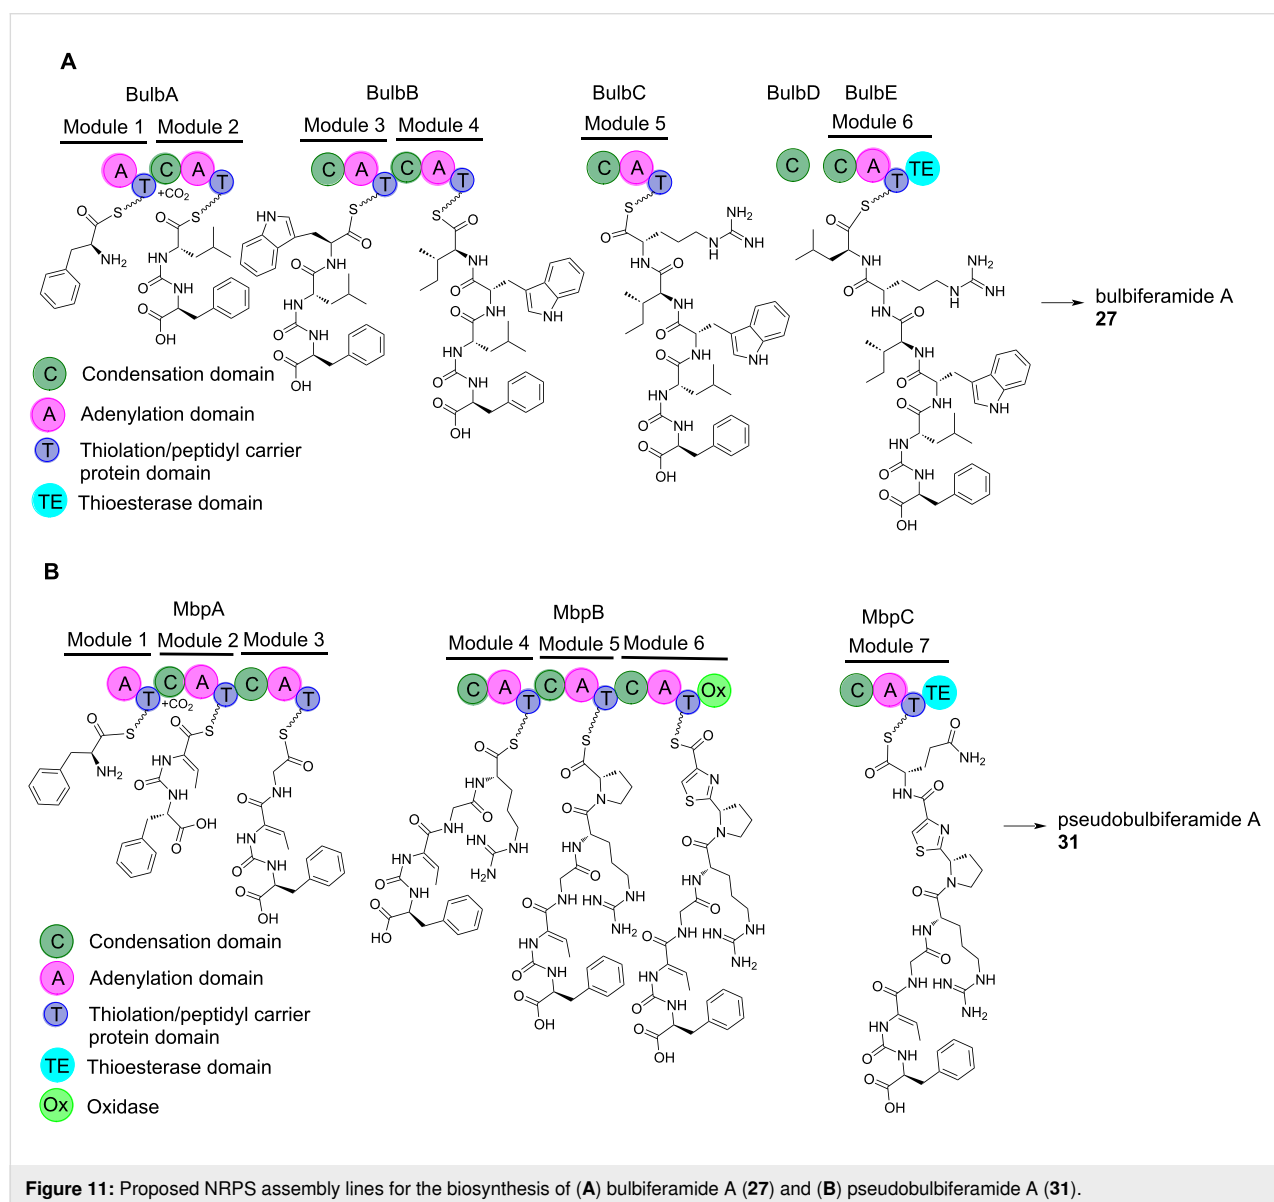 A
BulbA
BulbB
BulbC
BulbD
BulbE
Module 1
Module 2
Module 3
Module 4
Module 5
Module 6
A T C A T
C A T C A T
C A T
C
C A T TE
+CO2
bulbiferamide A
27
C Condensation domain
A Adenylation domain
T Thiolation/peptidyl carrier
protein domain
TE Thioesterase domain
B
MbpA
MbpB
MbpC
Module 1
Module 2
Module 3
Module 4
Module 5
Module 6
Module 7
A T C A T C A T
C A T C A T C A T Ox
C A T TE
+CO2
pseudobulbiferamide A
31
C Condensation domain
A Adenylation domain
T Thiolation/peptidyl carrier
protein domain
TE Thioesterase domain
Ox Oxidase
Figure 11: Proposed NRPS assembly lines for the biosynthesis of (A) bulbiferamide A (27) and (B) pseudobulbiferamide A (31).